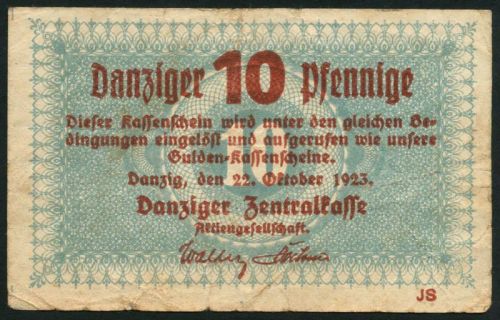 Danziger 10 Pfennige
Dieser Kassenschein wird unter den gleichen Be-
dingungen eingelöst und aufgerufen wie unsere
Gulden-Kassenscheine.
10
Danzig, den 22. Oktober 1923.
Danziger Zentralkasse
Aktiengesellschaft.
JS